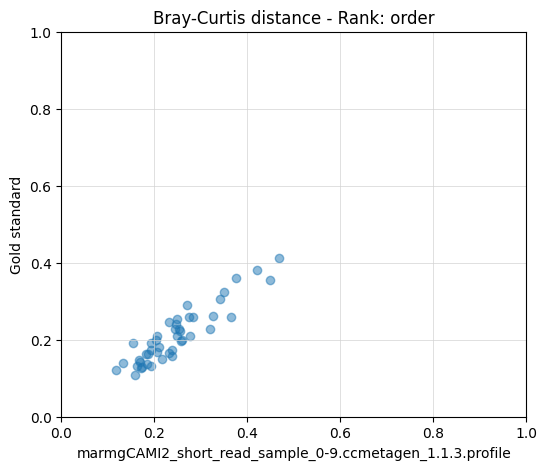 Bray-Curtis distance - Rank: order
1.0
0.8
0.6
0.4
0.2
0.0
Gold standard
0.0 0.2 0.4 0.6 0.8 1.0
marmgCAMI2_short_read_sample_0-9.ccmetagen_1.1.3.profile